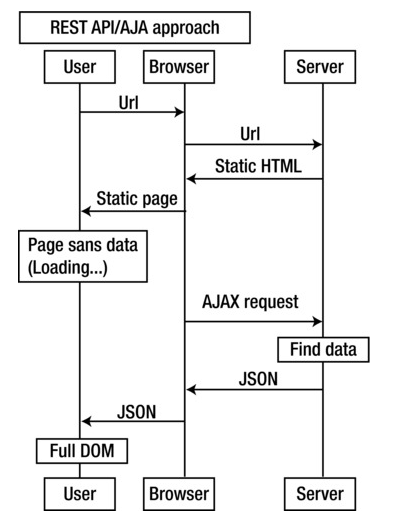 REST API/AJA approach
User
Browser
Server
Url
Url
Static HTML
Static page
Page sans data
(Loading...)
AJAX request
Find data
JSON
JSON
Full DOM
User
Browser
Server